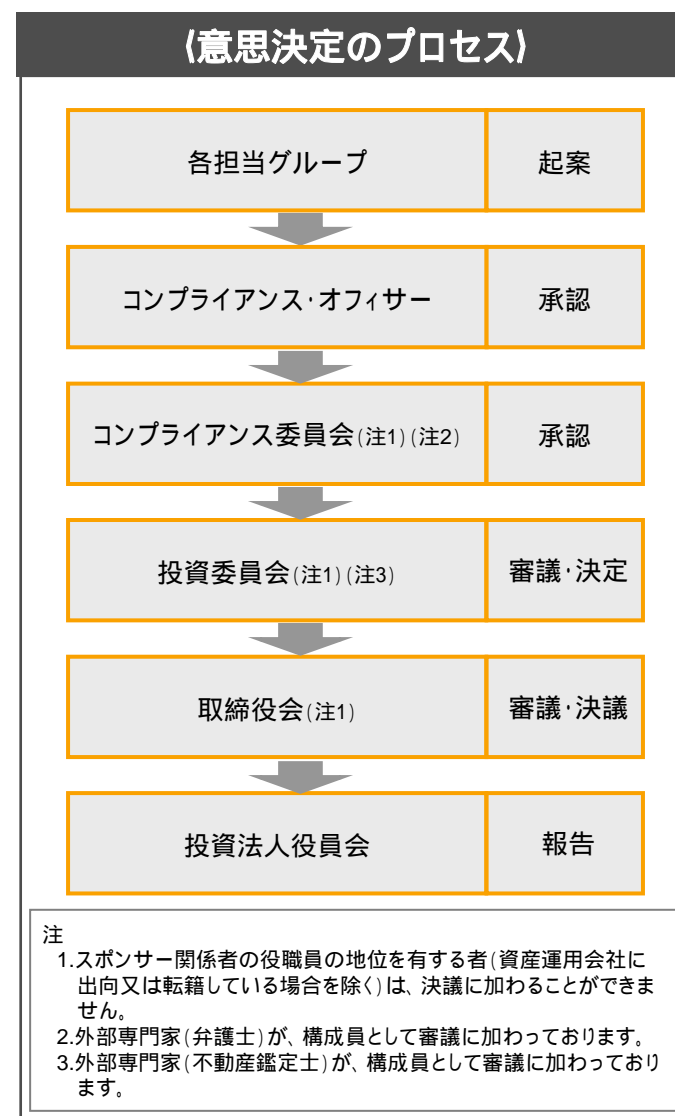 ⟨意思決定のプロセス⟩
各担当グループ 起案
コンプライアンス・オフィサー 承認
コンプライアンス委員会(注1)(注2) 承認
投資委員会(注1)(注3) 審議・決定
取締役会(注1) 審議・決議
投資法人役員会 報告
注
1.スポンサー関係者の役職員の地位を有する者(資産運用会社に
出向又は転籍している場合を除く)は、決議に加わることができま
せん。
2.外部専門家(弁護士)が、構成員として審議に加わっております。
3.外部専門家(不動産鑑定士)が、構成員として審議に加わっており
ます。